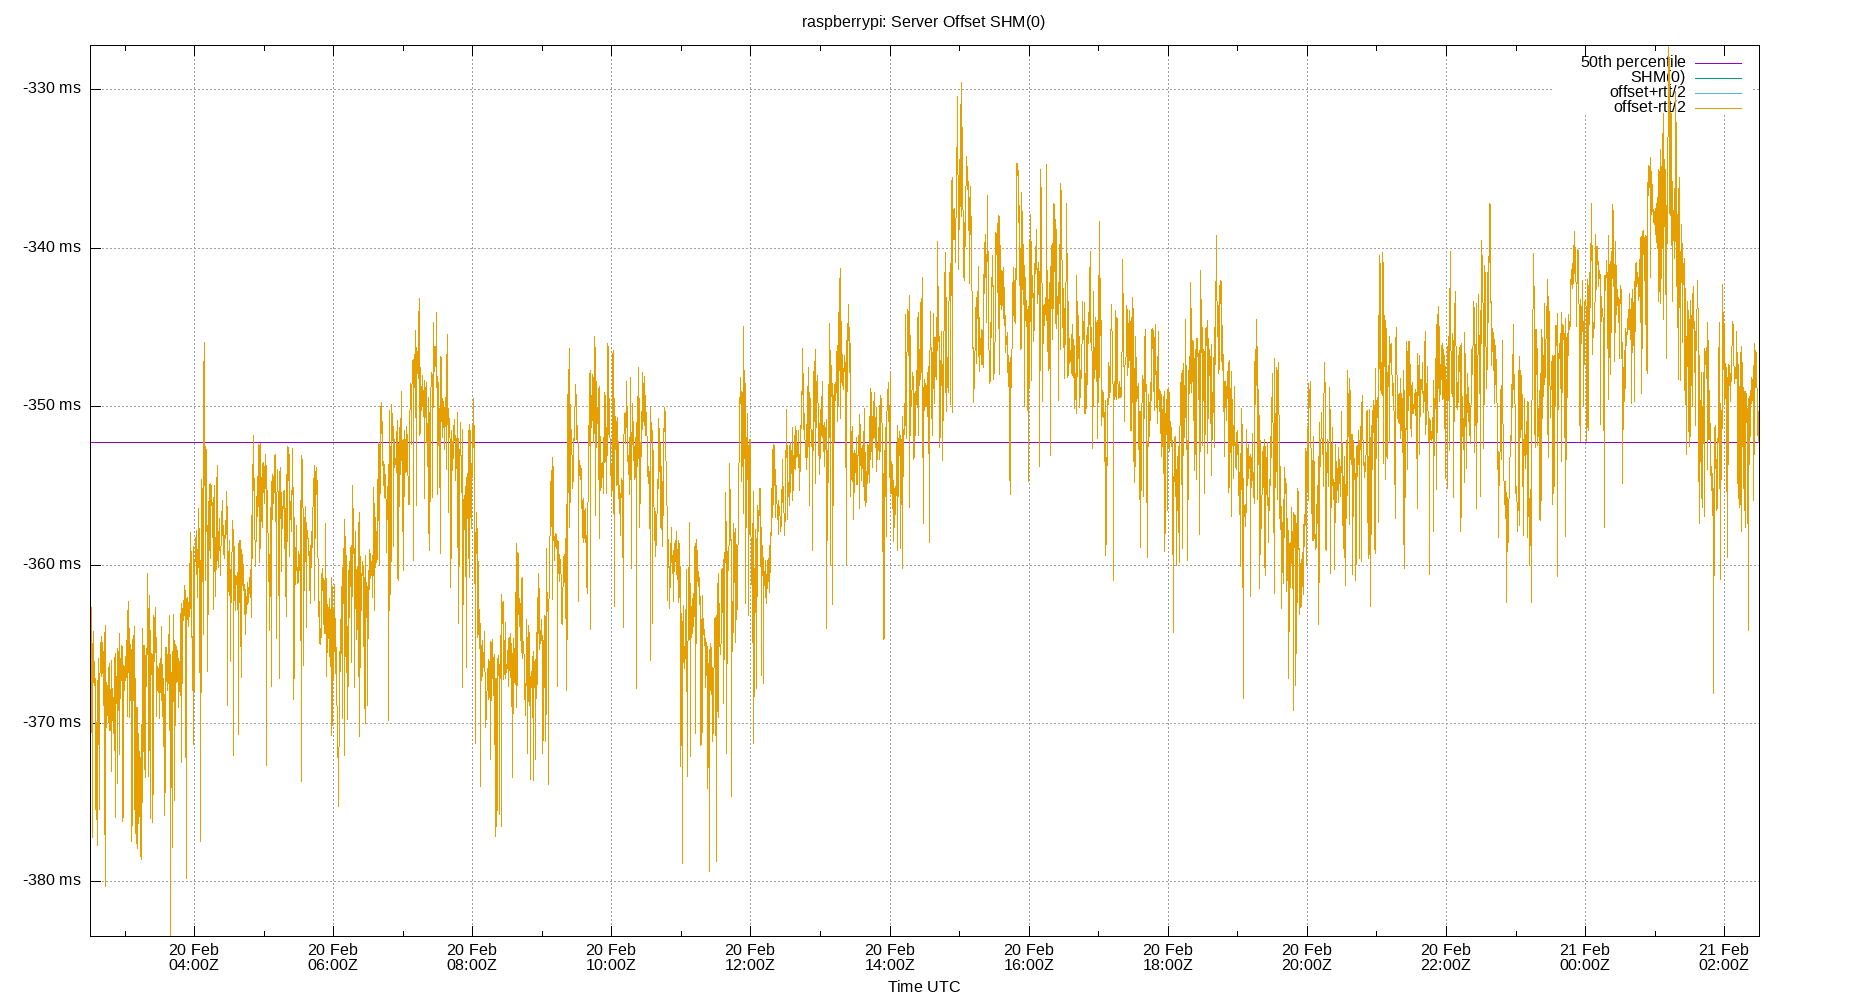 raspberrypi: Server Offset SHM(0)
50th percentile
SHM(0)
offset+rtt/2
offset-rtt/2
-330 ms
-340 ms
-350 ms
-360 ms
-370 ms
-380 ms
20 Feb 20 Feb 20 Feb 20 Feb 20 Feb 20 Feb 20 Feb 20 Feb 20 Feb 20 Feb 21 Feb 21 Feb
04:00Z 06:00Z 08:00Z 10:00Z 12:00Z 14:00Z 16:00Z 18:00Z 20:00Z 22:00Z 00:00Z 02:00Z
Time UTC